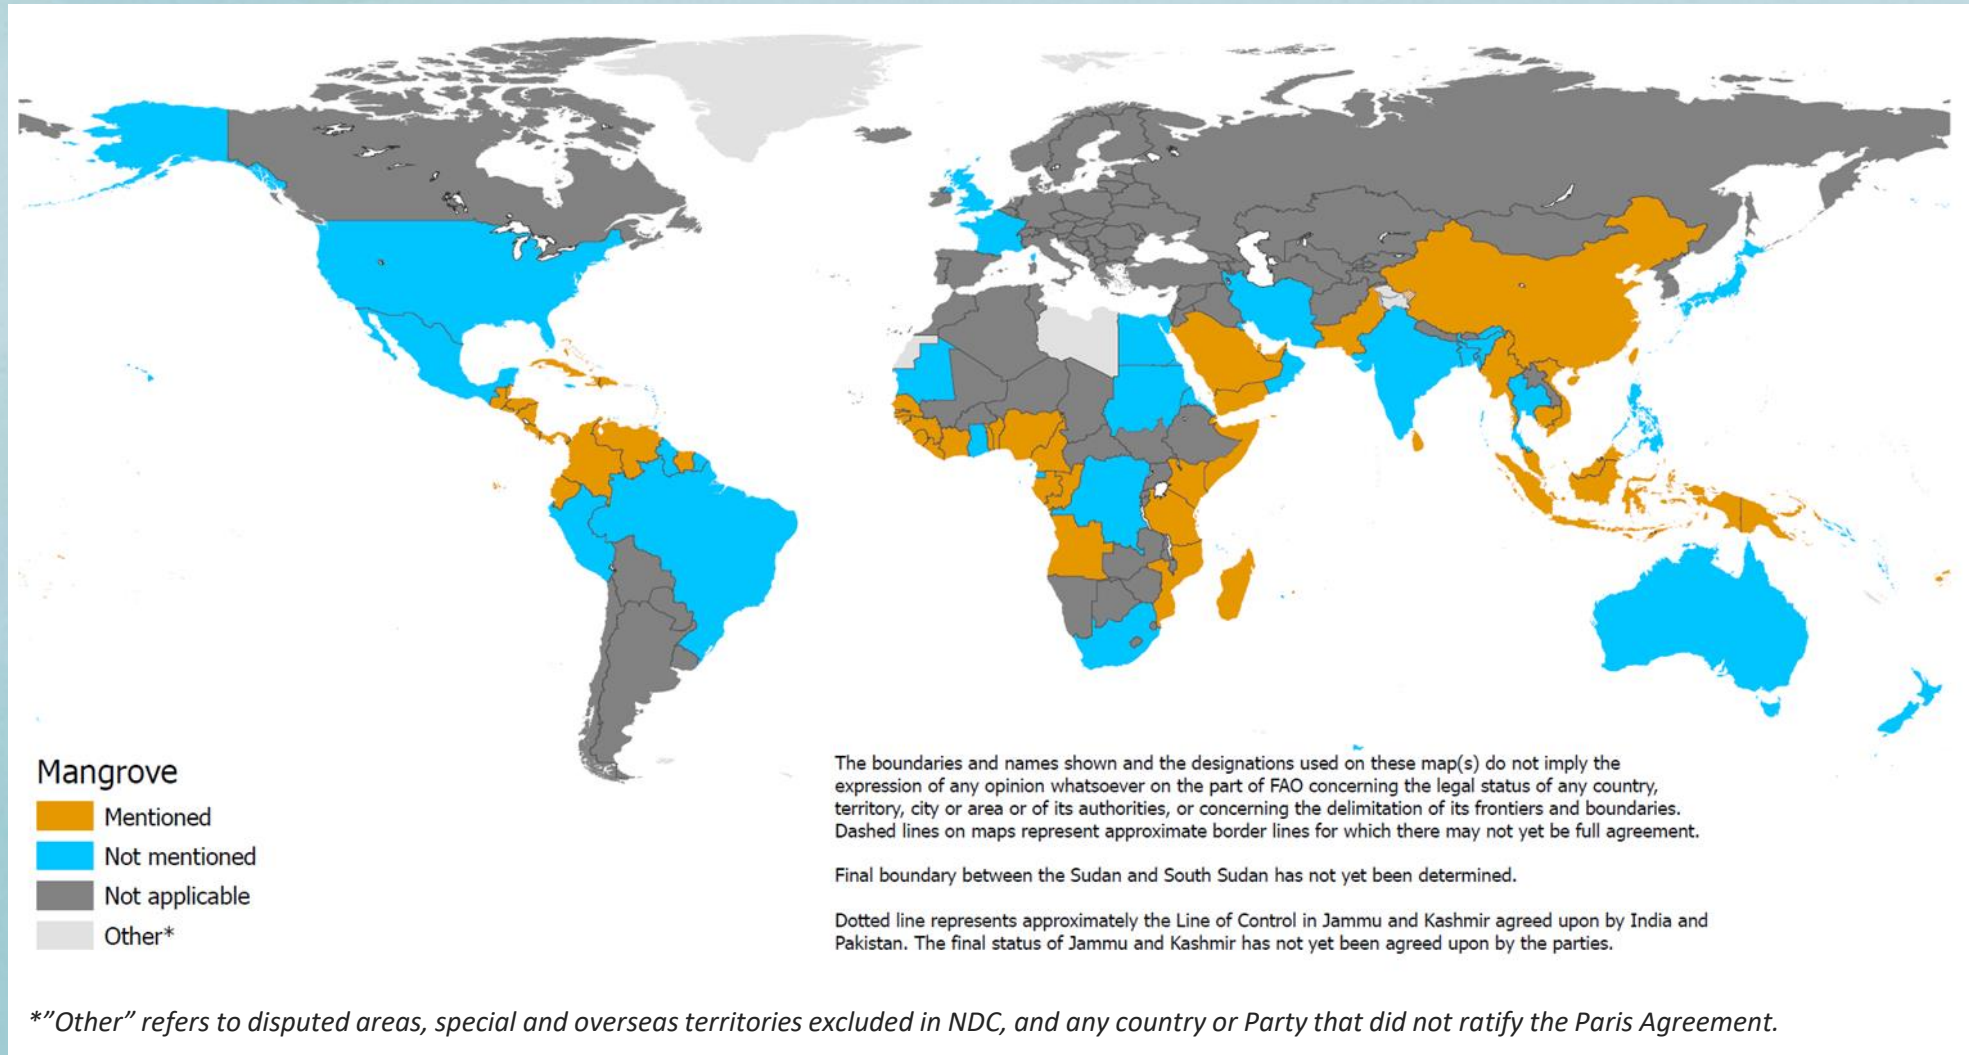 Mangrove
Mentioned
Not mentioned
Not applicable
Other*
The boundaries and names shown and the designations used on these map(s) do not imply the
expression of any opinion whatsoever on the part of FAO concerning the legal status of any country,
territory, city or area or of its authorities, or concerning the delimitation of its frontiers and boundaries.
Dashed lines on maps represent approximate border lines for which there may not yet be full agreement.
Final boundary between the Sudan and South Sudan has not yet been determined.
Dotted line represents approximately the Line of Control in Jammu and Kashmir agreed upon by India and
Pakistan. The final status of Jammu and Kashmir has not yet been agreed upon by the parties.
*”Other” refers to disputed areas, special and overseas territories excluded in NDC, and any country or Party that did not ratify the Paris Agreement.